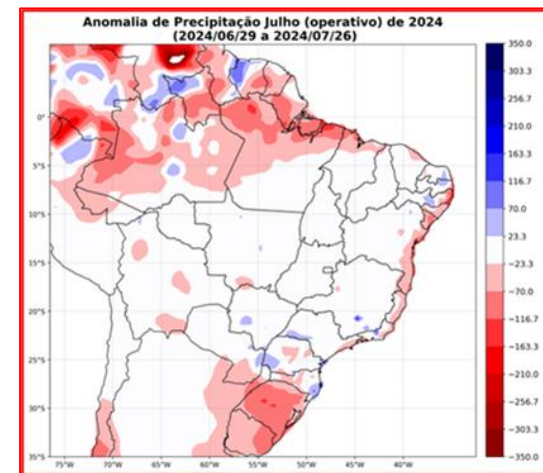 Anomalia de Precipitação Julho (operativo) de 2024
(2024/06/29 a 2024/07/26)
350.0
303.3
256.7
210.0
163.3
116.7
70.0
23.3
−23.3
−70.0
−116.7
−163.3
−210.0
−256.7
−303.3
−350.0
0°
5°S
10°S
15°S
20°S
25°S
30°S
35°S
75°W
70°W
65°W
60°W
55°W
50°W
45°W
40°W